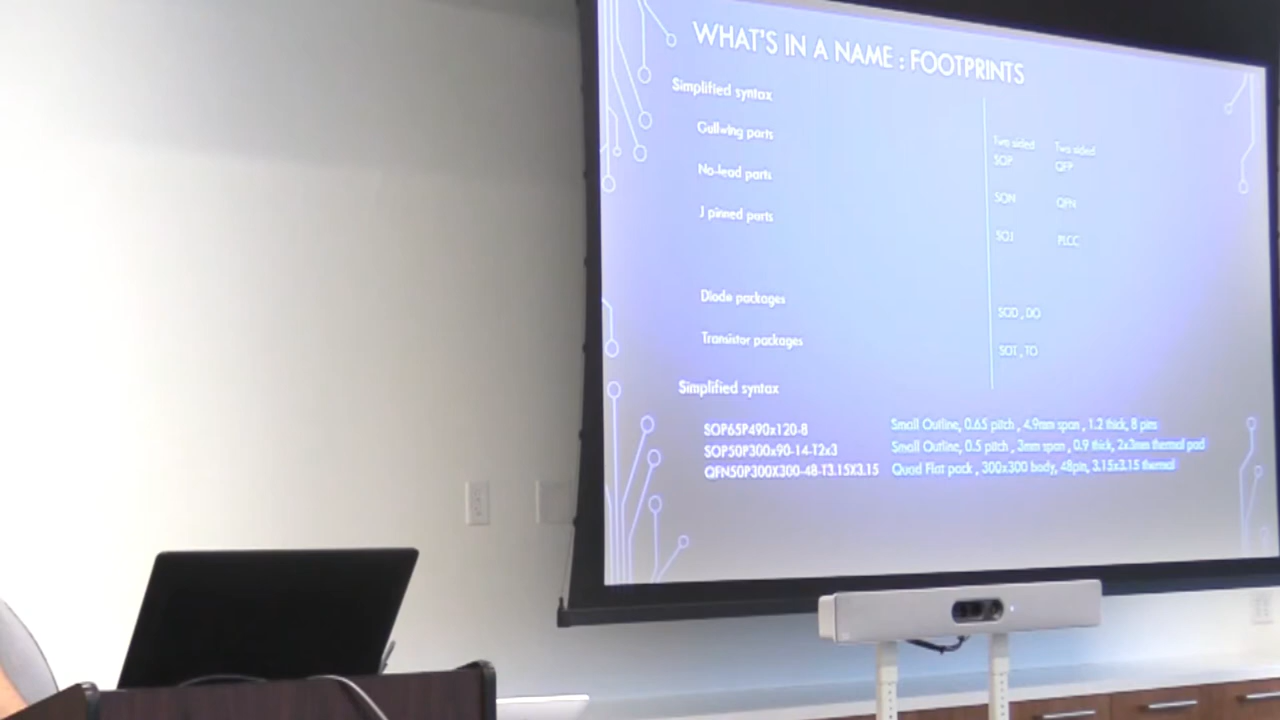 WHAT'S IN A NAME : FOOTPRINTS
Simplified syntax
Two sided Two sided
Gullwing parts SOP QFP
No-lead parts SON QFN
J pinned parts SOJ PLCC
Diode packages SOD , DO
Transistor packages SOT , TO
Simplified syntax
SOP65P490x120-8 Small Outline, 0.65 pitch , 4.9mm span , 1.2 thick, 8 pins
SOP50P300x90-14-T2x3 Small Outline, 0.5 pitch , 3mm span , 0.9 thick, 2x3mm thermal pad
QFN50P300X300-48-T3.15X3.15 Quad Flat pack , 300x300 body, 48pin, 3.15x3.15 thermal